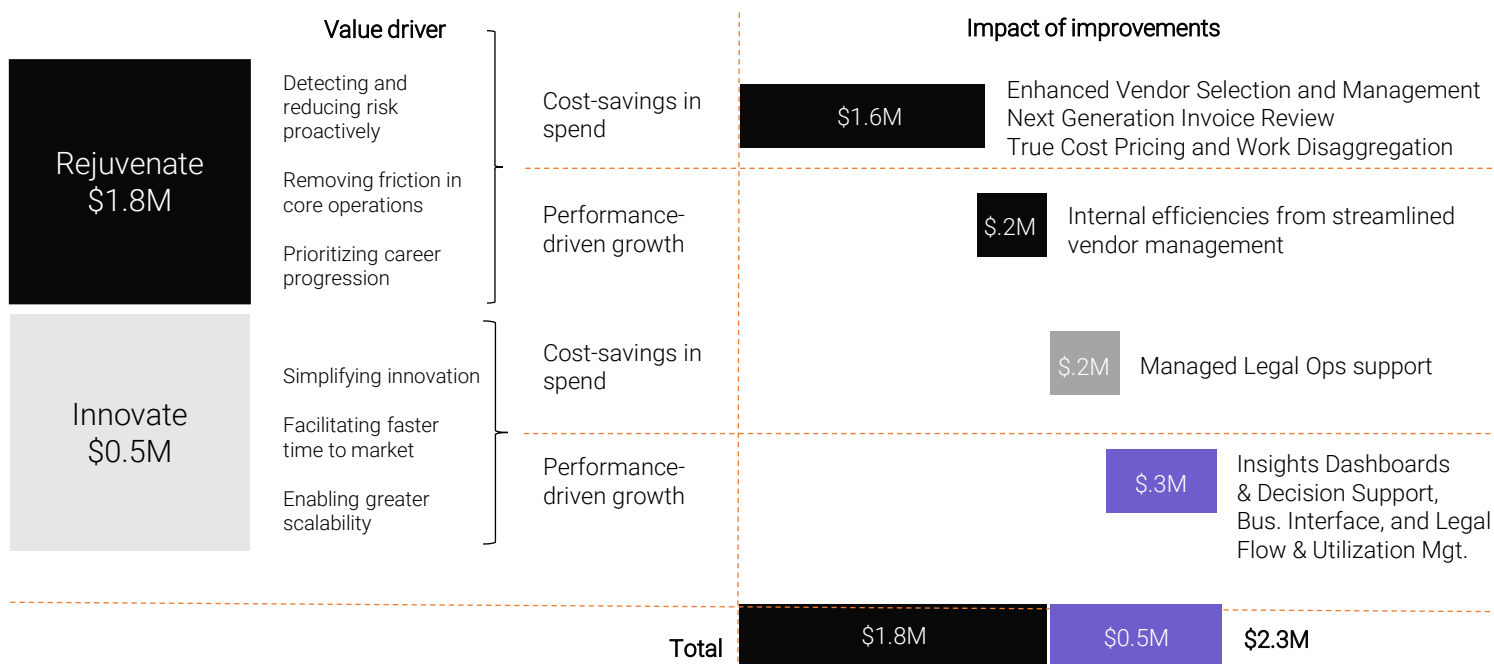 Value driver
Impact of improvements
Rejuvenate
$1.8M
Detecting and
reducing risk
proactively
Removing friction in
core operations
Prioritizing career
progression
Cost-savings in
spend
$1.6M
Enhanced Vendor Selection and Management
Next Generation Invoice Review
True Cost Pricing and Work Disaggregation
Performance-
driven growth
$.2M
Internal efficiencies from streamlined
vendor management
Innovate
$0.5M
Simplifying innovation
Facilitating faster
time to market
Enabling greater
scalability
Cost-savings in
spend
$.2M
Managed Legal Ops support
Performance-
driven growth
$.3M
Insights Dashboards
& Decision Support,
Bus. Interface, and Legal
Flow & Utilization Mgt.
Total
$1.8M
$0.5M
$2.3M